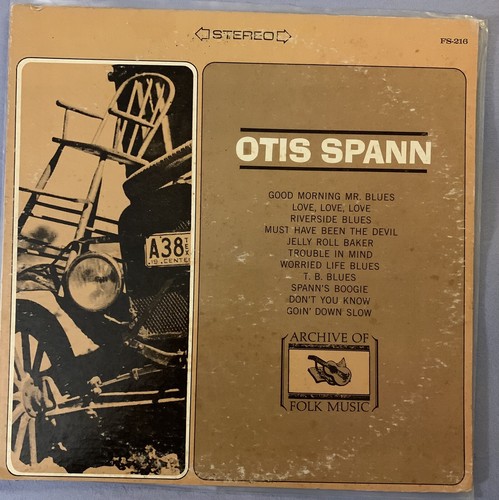 STEREO
FS-216
OTIS SPANN
GOOD MORNING MR. BLUES
LOVE, LOVE, LOVE
RIVERSIDE BLUES
MUST HAVE BEEN THE DEVIL
JELLY ROLL BAKER
TROUBLE IN MIND
WORRIED LIFE BLUES
T. B. BLUES
SPANN'S BOOGIE
DON'T YOU KNOW
GOIN' DOWN SLOW
ARCHIVE OF
FOLK MUSIC
A38